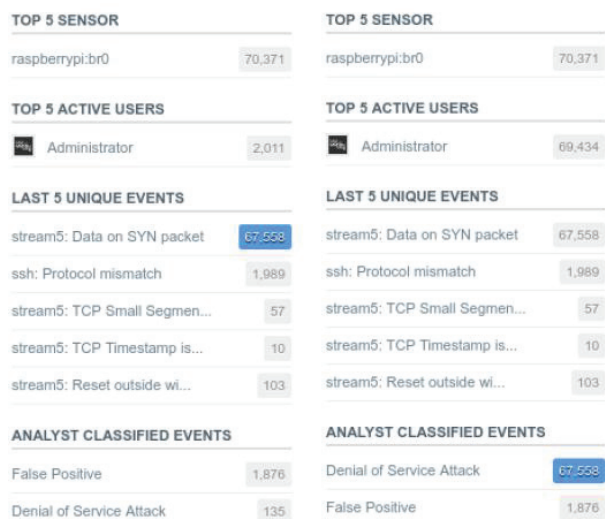 TOP 5 SENSOR
raspberrypi:br0 70,371
TOP 5 ACTIVE USERS
Administrator 2,011
LAST 5 UNIQUE EVENTS
stream5: Data on SYN packet 67,558
ssh: Protocol mismatch 1,989
stream5: TCP Small Segmen... 57
stream5: TCP Timestamp is... 10
stream5: Reset outside wi... 103
ANALYST CLASSIFIED EVENTS
False Positive 1,876
Denial of Service Attack 135
TOP 5 SENSOR
raspberrypi:br0 70,371
TOP 5 ACTIVE USERS
Administrator 69,434
LAST 5 UNIQUE EVENTS
stream5: Data on SYN packet 67,558
ssh: Protocol mismatch 1,989
stream5: TCP Small Segmen... 57
stream5: TCP Timestamp is... 10
stream5: Reset outside wi... 103
ANALYST CLASSIFIED EVENTS
Denial of Service Attack 67,558
False Positive 1,876